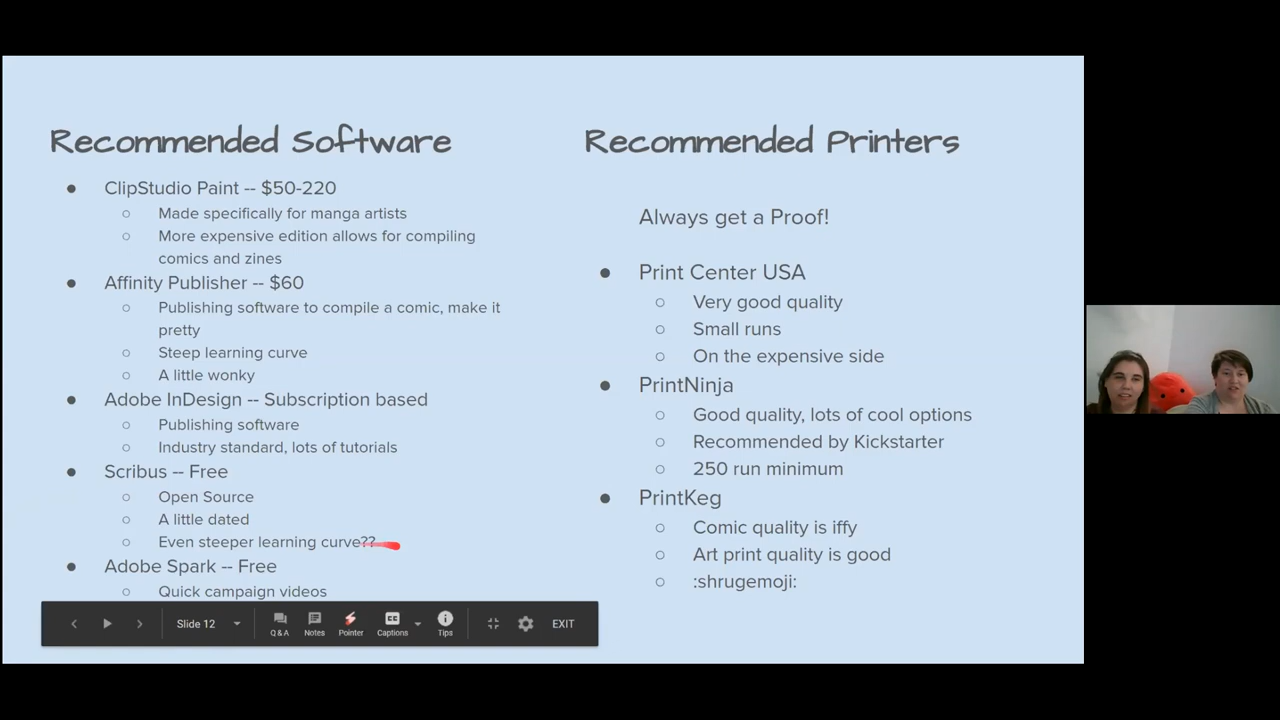 Recommended Software
ClipStudio Paint -- $50-220
Made specifically for manga artists
More expensive edition allows for compiling
comics and zines
Affinity Publisher -- $60
Publishing software to compile a comic, make it
pretty
Steep learning curve
A little wonky
Adobe InDesign -- Subscription based
Publishing software
Industry standard, lots of tutorials
Scribus -- Free
Open Source
A little dated
Even steeper learning curve??
Adobe Spark -- Free
Quick campaign videos
Recommended Printers
Always get a Proof!
Print Center USA
Very good quality
Small runs
On the expensive side
PrintNinja
Good quality, lots of cool options
Recommended by Kickstarter
250 run minimum
PrintKeg
Comic quality is iffy
Art print quality is good
:shrugemoji:
Slide 12
Q & A
Notes
Pointer
CC
Captions
Tips
EXIT